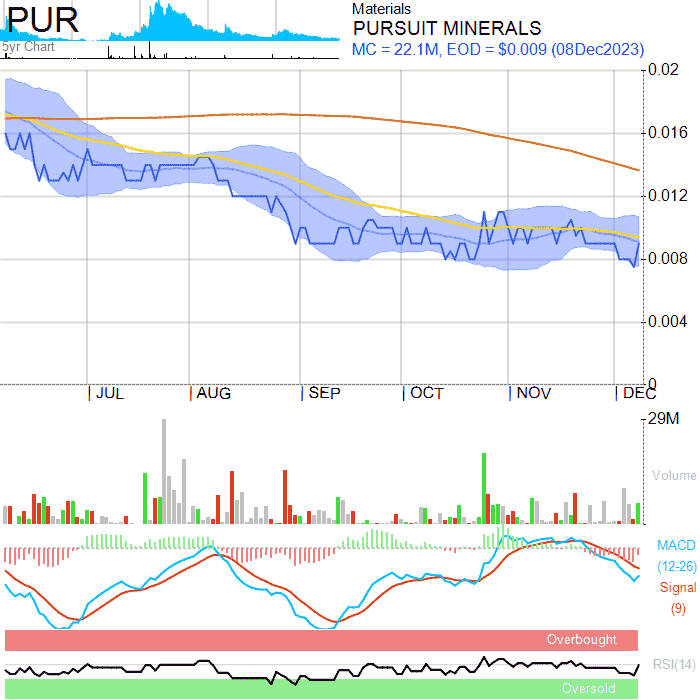 PUR
5yr Chart
Materials
PURSUIT MINERALS
MC = 22.1M, EOD = $0.009 (08Dec2023)
0.02
0.016
0.012
0.008
0.004
0
JUL
AUG
SEP
OCT
NOV
DEC
29M
Volume
MACD
(12-26)
Signal
(9)
Overbought
RSI(14)
Oversold